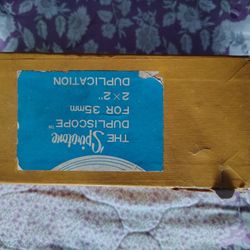 THE Spiratone
DUPLISCOPE™
FOR 35mm
2×2"
DUPLICATION